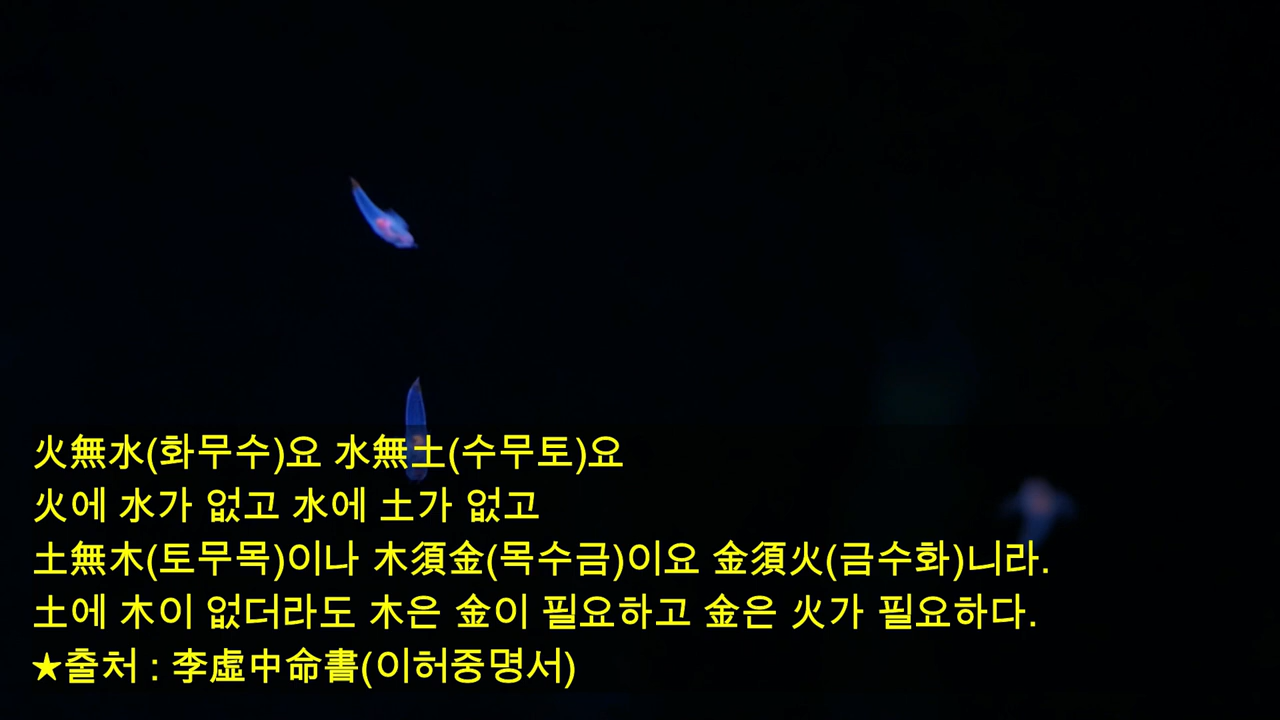 火無水(화무수)요 水無土(수무토)요
火에 水가 없고 水에 土가 없고
土無木(토무목)이나 木須金(목수금)이요 金須火(금수화)니라.
土에 木이 없더라도 木은 金이 필요하고 金은 火가 필요하다.
★출처 : 李虛中命書(이허중명서)